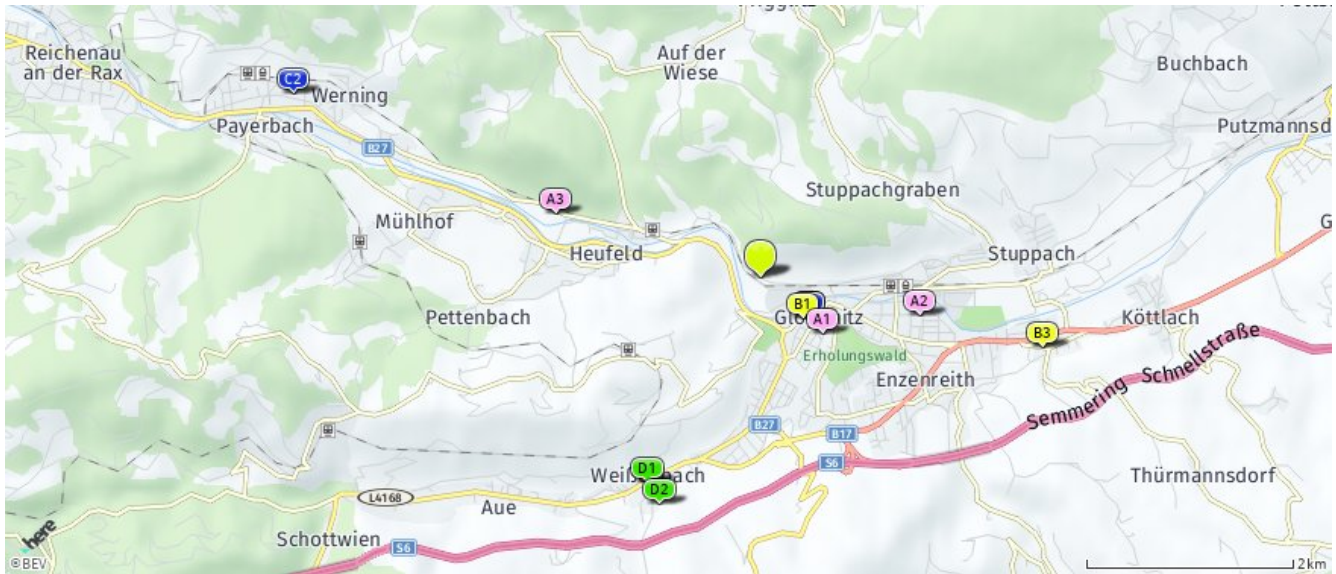 Reichenau
an der Rax
C2
Werning
Payerbach
B27
Auf der
Wiese
Buchbach
Putzmannsd
A3
Stuppachgraben
Mühlhof
Heufeld
Stuppach
G
B1
A1
A2
Pettenbach
Köttlach
B3
Erholungswald
Enzenreith
Schnellstraße
Semmering
B27
B17
S6
D1
D2
Thürmannsdorf
L4168
Aue
Schottwien
S6
here
©BEV
2 km